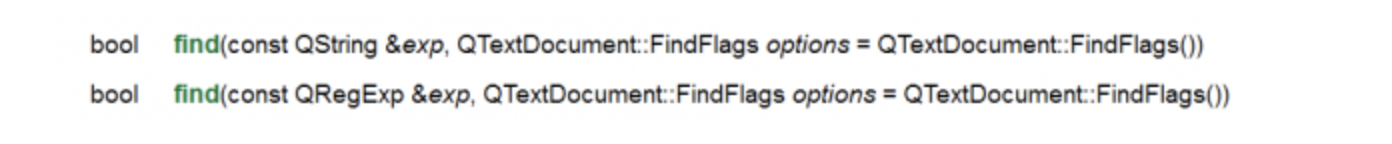 bool find(const QString &exp, QTextDocument::FindFlags options = QTextDocument::FindFlags())
bool find(const QRegExp &exp, QTextDocument::FindFlags options = QTextDocument::FindFlags())